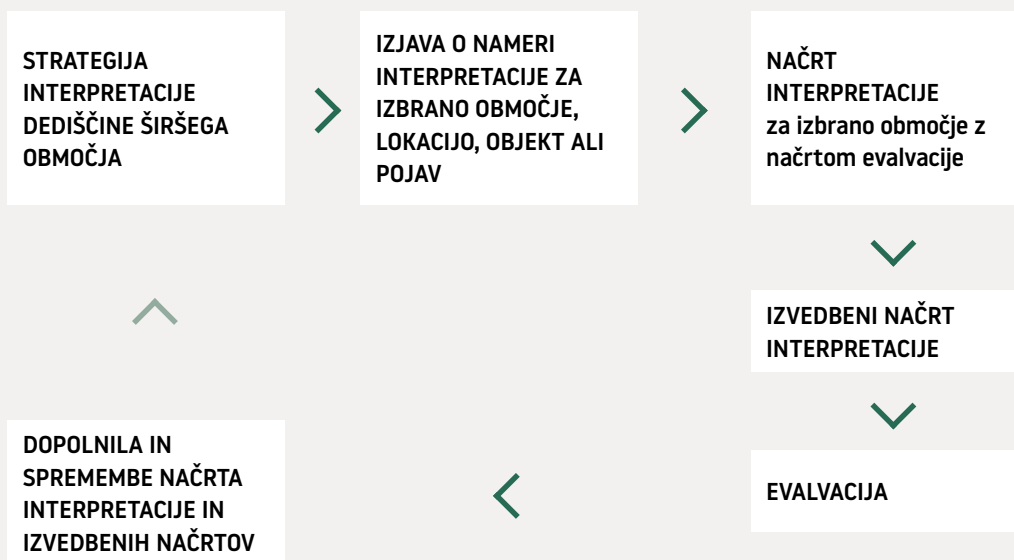 STRATEGIJA
INTERPRETACIJE
DEDIŠČINE ŠIRŠEGA
OBMOČJA
IZJAVA O NAMERI
INTERPRETACIJE ZA
IZBRANO OBMOČJE,
LOKACIJO, OBJEKT ALI
POJAV
NAČRT
INTERPRETACIJE
za izbrano območje z
načrtom evalvacije
IZVEDBENI NAČRT
INTERPRETACIJE
EVALVACIJA
DOPOLNILA IN
SPREMEMBE NAČRTA
INTERPRETACIJE IN
IZVEDBENIH NAČRTOV